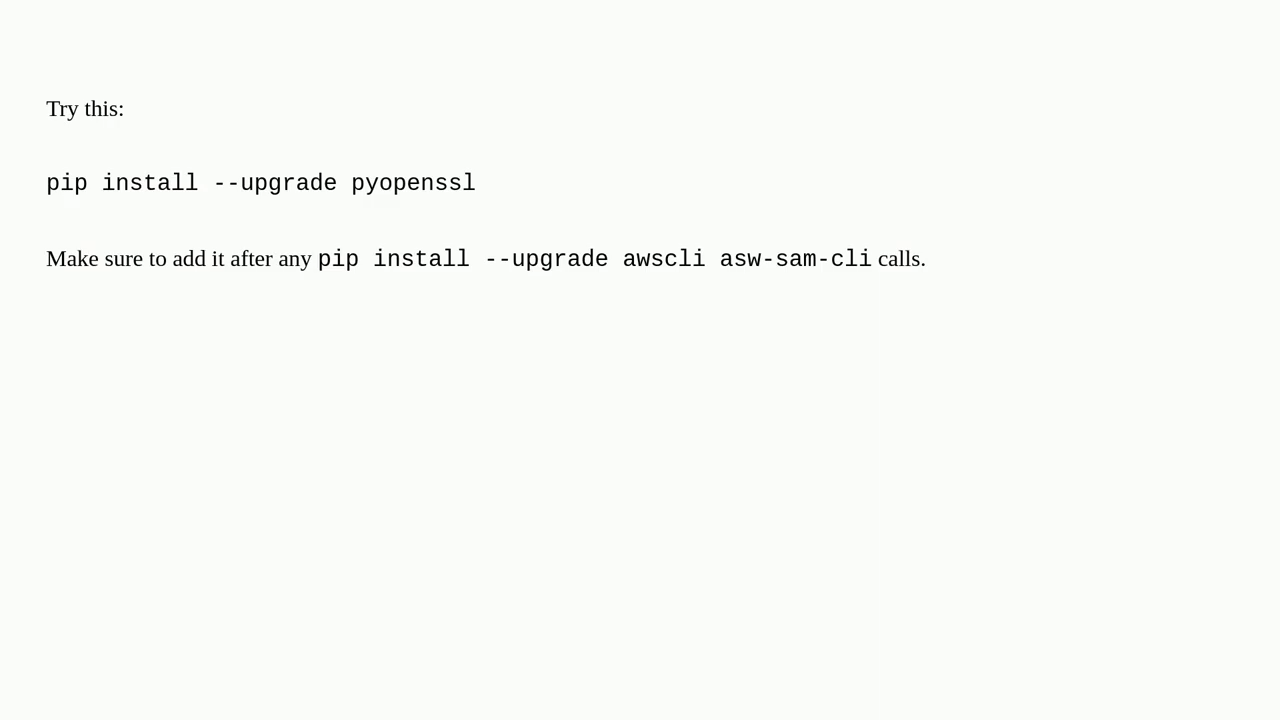 Try this:
pip install --upgrade pyopenssl
Make sure to add it after any pip install --upgrade awscli asw-sam-cli calls.